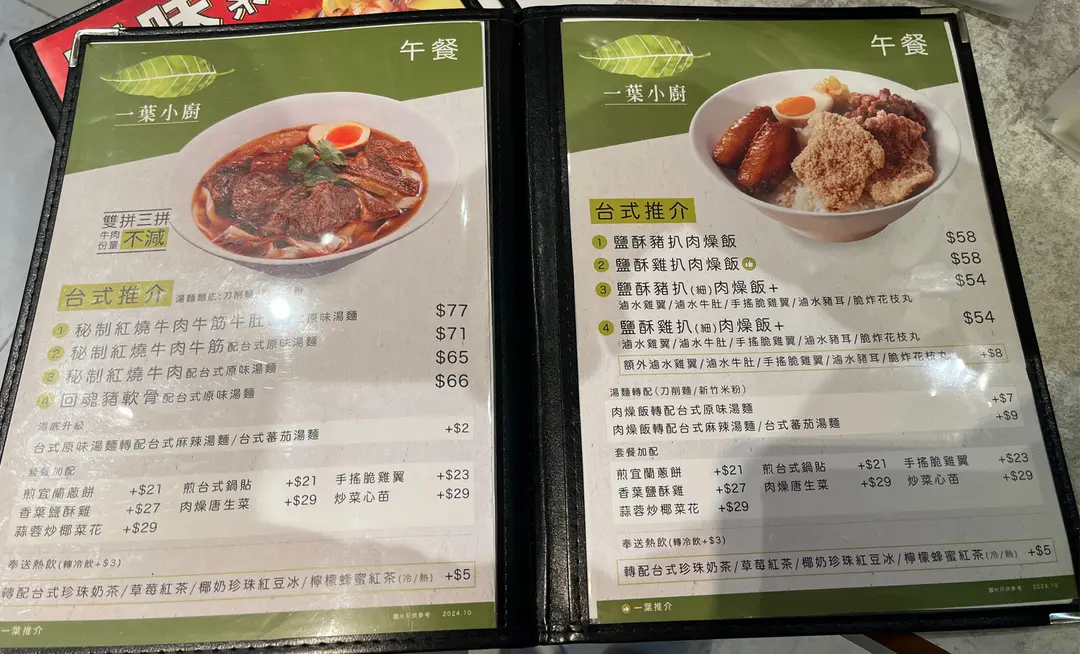 味
午餐
一葉小廚
雙拼三拼
牛肉份量 不減
台式推介 湯麵麵底:刀削麵 粉
1 秘制紅燒牛肉牛筋牛肚 式原味湯麵 $77
2 秘制紅燒牛肉牛筋配台式原味湯麵 $71
3 秘制紅燒牛肉配台式原味湯麵 $65
4 回魂豬軟骨配台式原味湯麵 $66
湯底升級
台式原味湯麵轉配台式麻辣湯麵/台式蕃茄湯麵 +$2
套餐加配
煎宜蘭蔥餅 +$21 煎台式鍋貼 +$21 手搖脆雞翼 +$23
香葉鹽酥雞 +$27 肉燥唐生菜 +$29 炒菜心苗 +$29
蒜蓉炒椰菜花 +$29
奉送熱飲(轉冷飲+$3)
轉配台式珍珠奶茶/草莓紅茶/椰奶珍珠紅豆冰/檸檬蜂蜜紅茶(冷/熱) +$5
圖片只供參考 2024.10
一葉推介
午餐
一葉小廚
台式推介
1 鹽酥豬扒肉燥飯 $58
2 鹽酥雞扒肉燥飯 $58
3 鹽酥豬扒(細)肉燥飯+ $54
滷水雞翼/滷水牛肚/手搖脆雞翼/滷水豬耳/脆炸花枝丸
4 鹽酥雞扒(細)肉燥飯+ $54
滷水雞翼/滷水牛肚/手搖脆雞翼/滷水豬耳/脆炸花枝丸
額外滷水雞翼/滷水牛肚/手搖脆雞翼/滷水豬耳/脆炸花枝丸 +$8
湯麵轉配(刀削麵/新竹米粉)
肉燥飯轉配台式原味湯麵 +$7
肉燥飯轉配台式麻辣湯麵/台式蕃茄湯麵 +$9
套餐加配
煎宜蘭蔥餅 +$21 煎台式鍋貼 +$21 手搖脆雞翼 +$23
香葉鹽酥雞 +$27 肉燥唐生菜 +$29 炒菜心苗 +$29
蒜蓉炒椰菜花 +$29
奉送熱飲(轉冷飲+$3)
轉配台式珍珠奶茶/草莓紅茶/椰奶珍珠紅豆冰/檸檬蜂蜜紅茶(冷/熱) +$5
圖片只供參考 2024.10
一葉推介